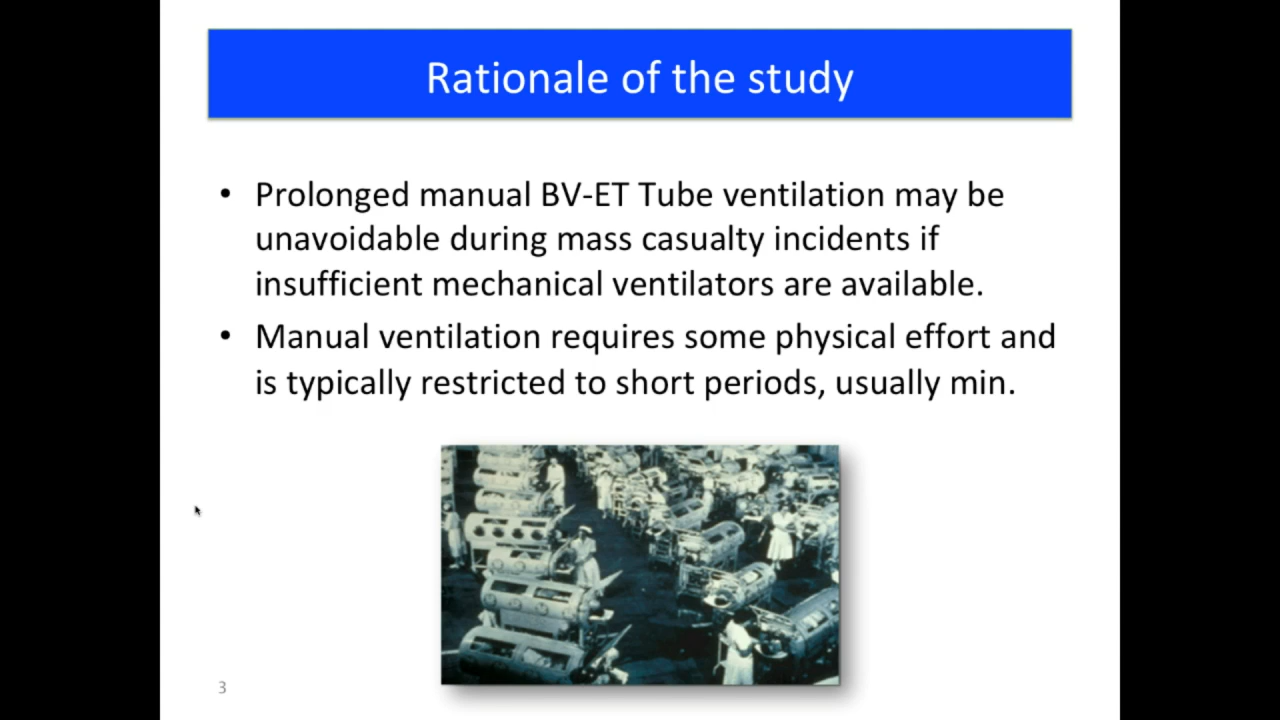 Rationale of the study
• Prolonged manual BV-ET Tube ventilation may be
unavoidable during mass casualty incidents if
insufficient mechanical ventilators are available.
• Manual ventilation requires some physical effort and
is typically restricted to short periods, usually min.
3